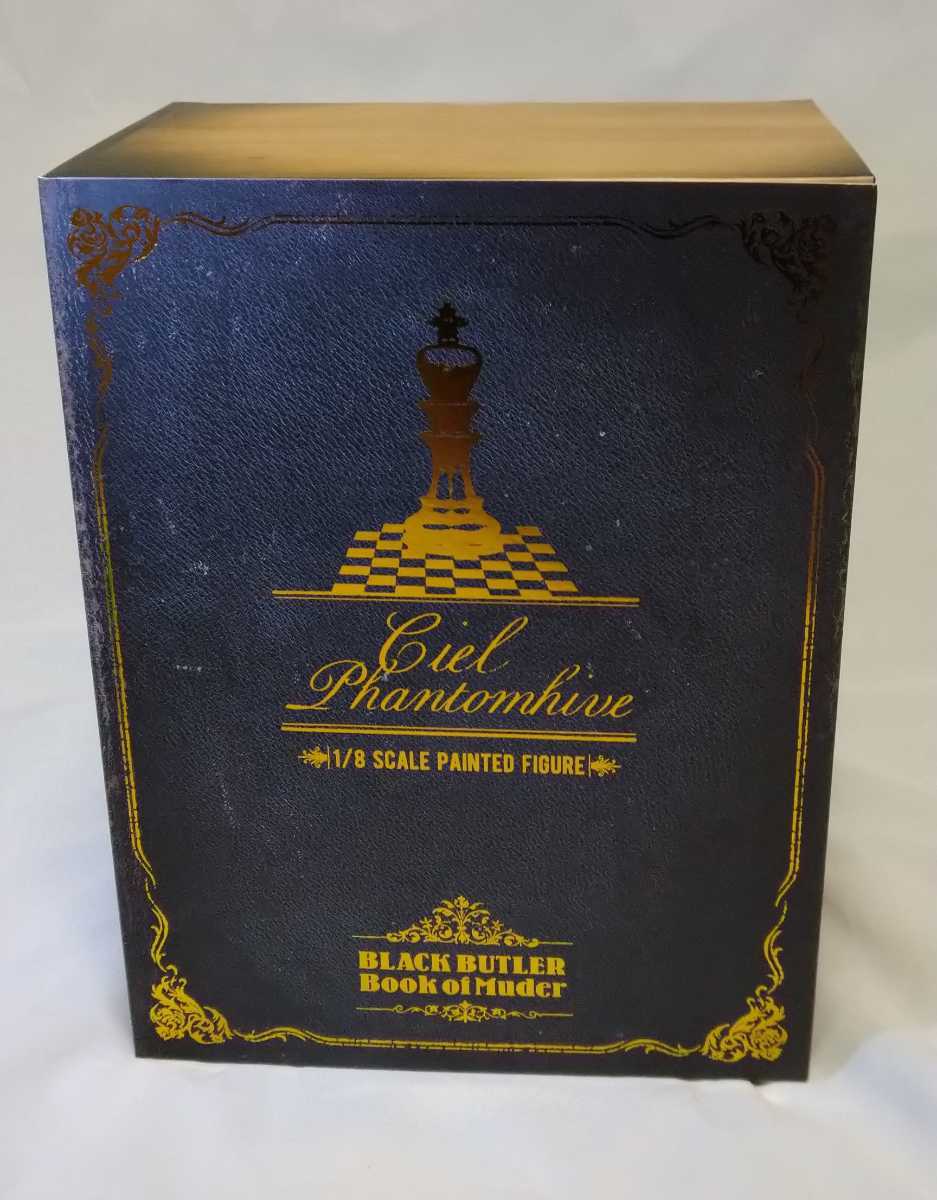 Ciel
Phantomhive
1/8 SCALE PAINTED FIGURE
BLACK BUTLER
Book of Muder